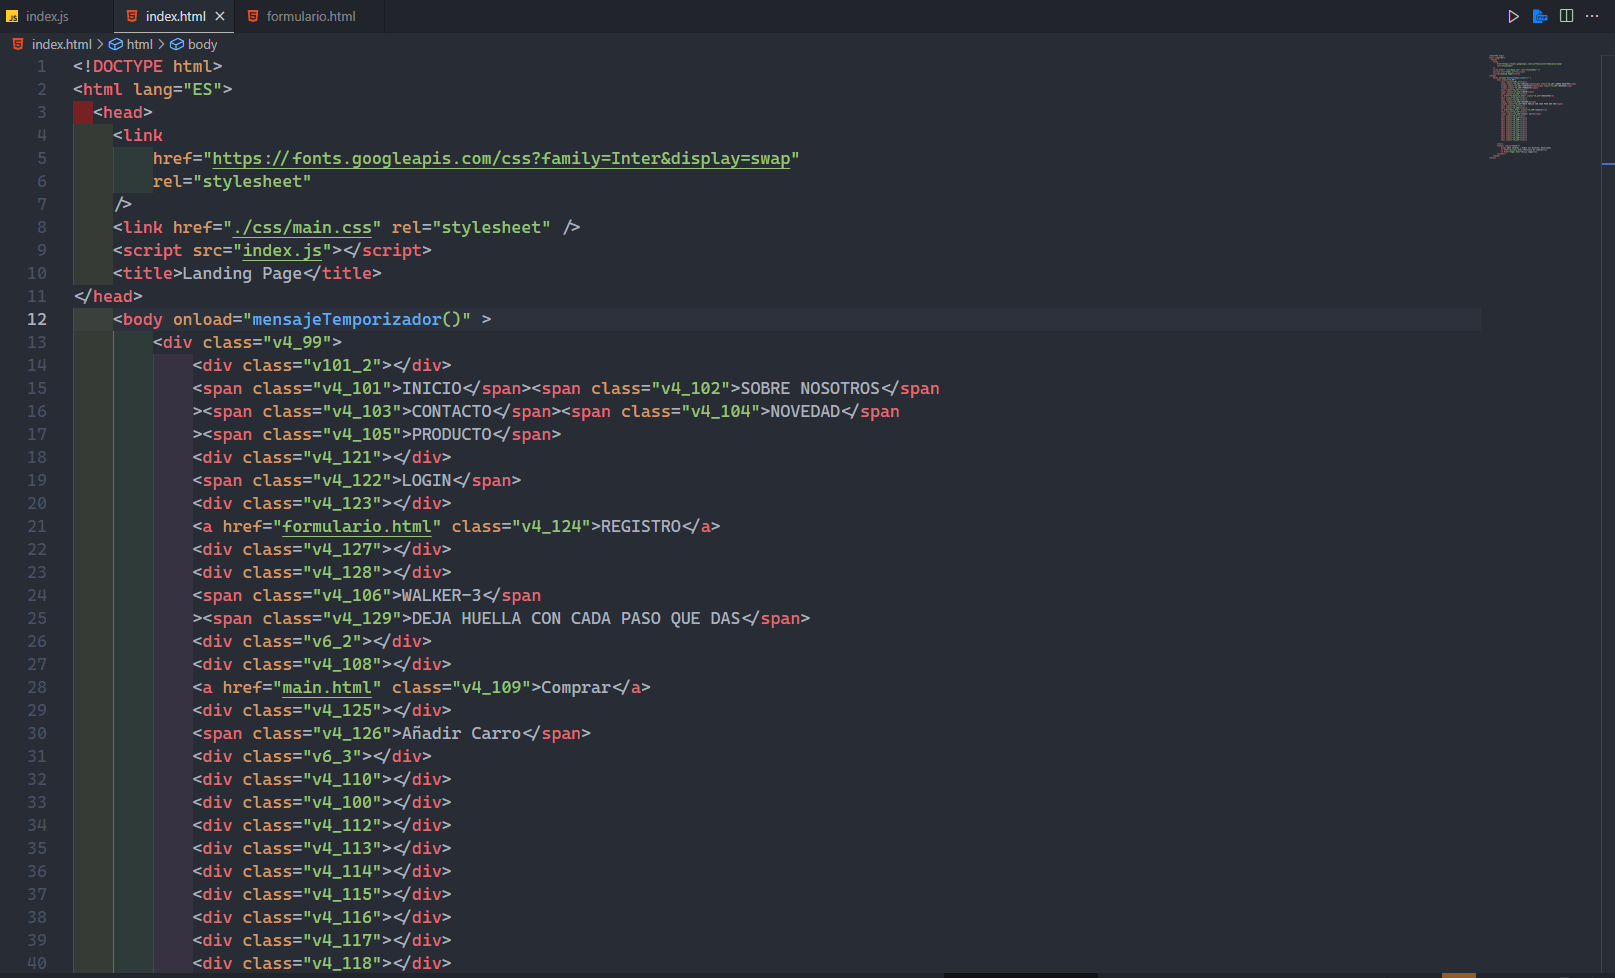 index.js index.html formulario.html
index.html > html > body
1 <!DOCTYPE html>
2 <html lang="ES">
3 <head>
4 <link
5 href="https://fonts.googleapis.com/css?family=Inter&display=swap"
6 rel="stylesheet"
7 />
8 <link href="./css/main.css" rel="stylesheet" />
9 <script src="index.js"></script>
10 <title>Landing Page</title>
11 </head>
12 <body onload="mensajeTemporizador()" >
13 <div class="v4_99">
14 <div class="v101_2"></div>
15 <span class="v4_101">INICIO</span><span class="v4_102">SOBRE NOSOTROS</span
16 ><span class="v4_103">CONTACTO</span><span class="v4_104">NOVEDAD</span
17 ><span class="v4_105">PRODUCTO</span>
18 <div class="v4_121"></div>
19 <span class="v4_122">LOGIN</span>
20 <div class="v4_123"></div>
21 <a href="formulario.html" class="v4_124">REGISTRO</a>
22 <div class="v4_127"></div>
23 <div class="v4_128"></div>
24 <span class="v4_106">WALKER-3</span
25 ><span class="v4_129">DEJA HUELLA CON CADA PASO QUE DAS</span>
26 <div class="v6_2"></div>
27 <div class="v4_108"></div>
28 <a href="main.html" class="v4_109">Comprar</a>
29 <div class="v4_125"></div>
30 <span class="v4_126">Añadir Carro</span>
31 <div class="v6_3"></div>
32 <div class="v4_110"></div>
33 <div class="v4_100"></div>
34 <div class="v4_112"></div>
35 <div class="v4_113"></div>
36 <div class="v4_114"></div>
37 <div class="v4_115"></div>
38 <div class="v4_116"></div>
39 <div class="v4_117"></div>
40 <div class="v4_118"></div>